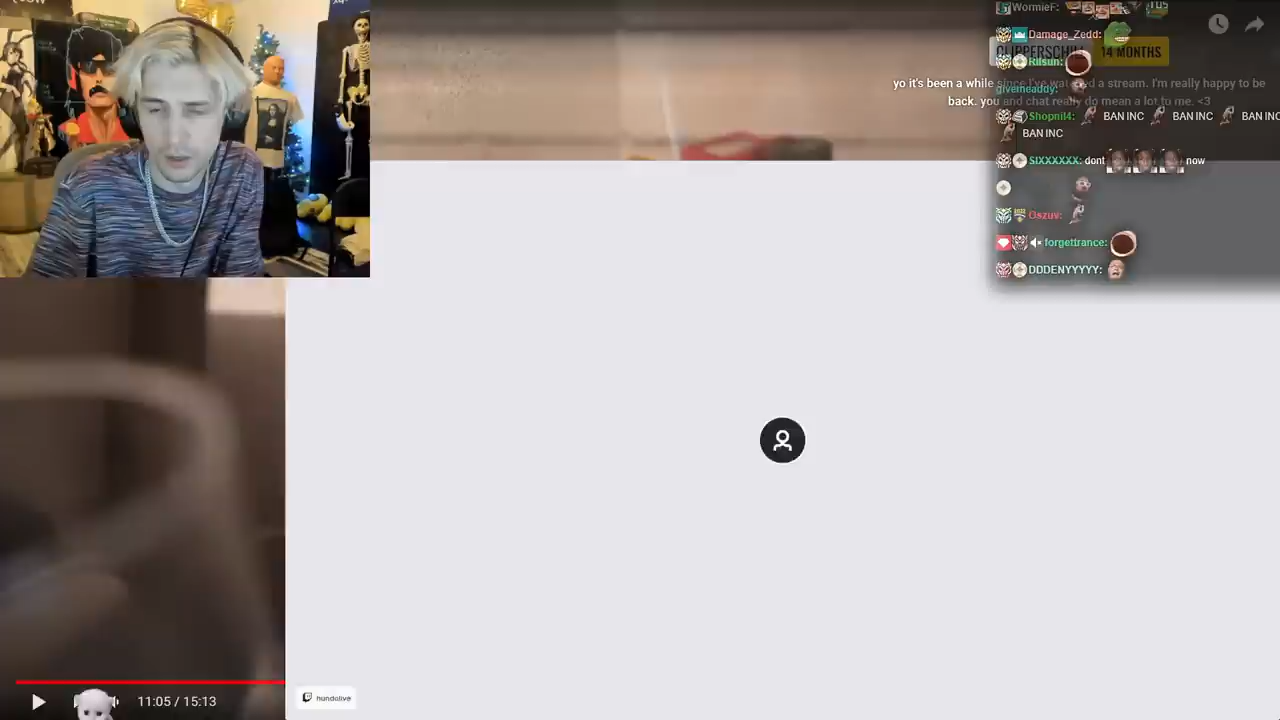 WormieF:
Damage_Zedd:
14 MONTHS
Rilsun:
yo it's been a while since I've watched a stream. I'm really happy to be
back. you and chat really do mean a lot to me. <3
givemeaddy:
Shopnil4: BAN INC BAN INC BAN INC
BAN INC
SIXXXXXX: dont now
Oszuv:
forgettrance:
DDDENYYYYY:
11:05 / 15:13
hundolive